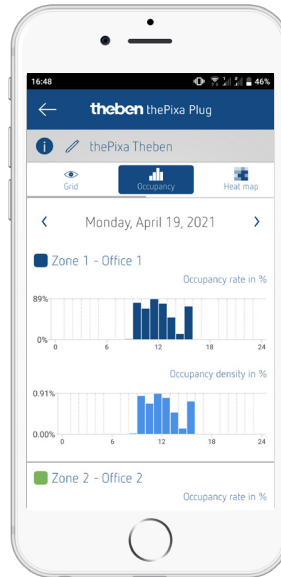 16:48 46%
theben thePixa Plug
i thePixa Theben
Grid Occupancy Heat map
< Monday, April 19, 2021 >
Zone 1 - Office 1
Occupancy rate in %
89%
0%
0 6 12 18 24
Occupancy density in %
0.91%
0.00%
0 6 12 18 24
Zone 2 - Office 2
Occupancy rate in %